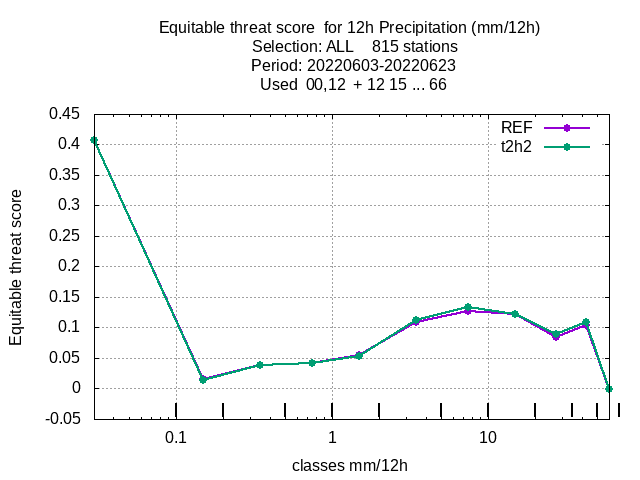 Equitable threat score  for 12h Precipitation (mm/12h)
Selection: ALL    815 stations
Period: 20220603-20220623
Used  00,12  + 12 15 ... 66
0.45
0.4
0.35
0.3
0.25
0.2
0.15
0.1
0.05
0
-0.05
Equitable threat score
REF
t2h2
0.1
1
10
classes mm/12h